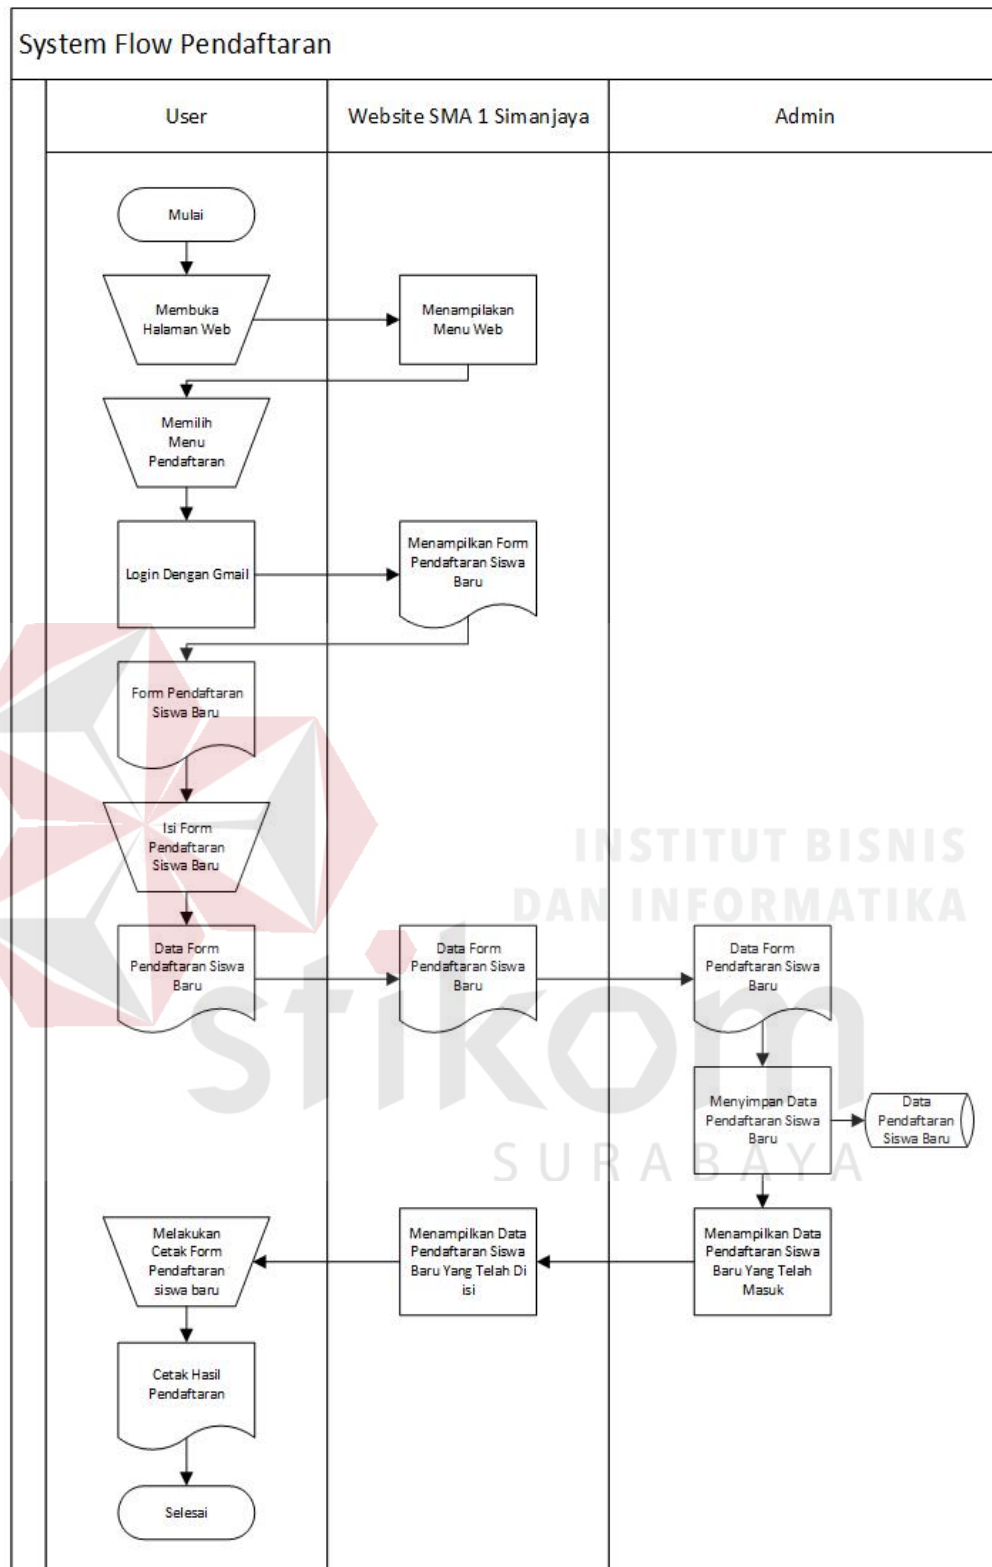 System Flow Pendaftaran
User
Website SMA 1 Simanjaya
Admin
Mulai
Membuka
Halaman Web
Menampilakan
Menu Web
Memilih
Menu
Pendaftaran
Login Dengan Gmail
Menampilkan Form
Pendaftaran Siswa
Baru
Form Pendaftaran
Siswa Baru
Isi Form
Pendaftaran
Siswa Baru
INSTITUT BISNIS
DAN INFORMATIKA
Data Form
Pendaftaran Siswa
Baru
Data Form
Pendaftaran Siswa
Baru
Data Form
Pendaftaran Siswa
Baru
stikom
SURABAYA
Menyimpan Data
Pendaftaran Siswa
Baru
Data
Pendaftaran
Siswa Baru
Melakukan
Cetak Form
Pendaftaran
siswa baru
Menampilkan Data
Pendaftaran Siswa
Baru Yang Telah Di
isi
Menampilkan Data
Pendaftaran Siswa
Baru Yang Telah
Masuk
Cetak Hasil
Pendaftaran
Selesai